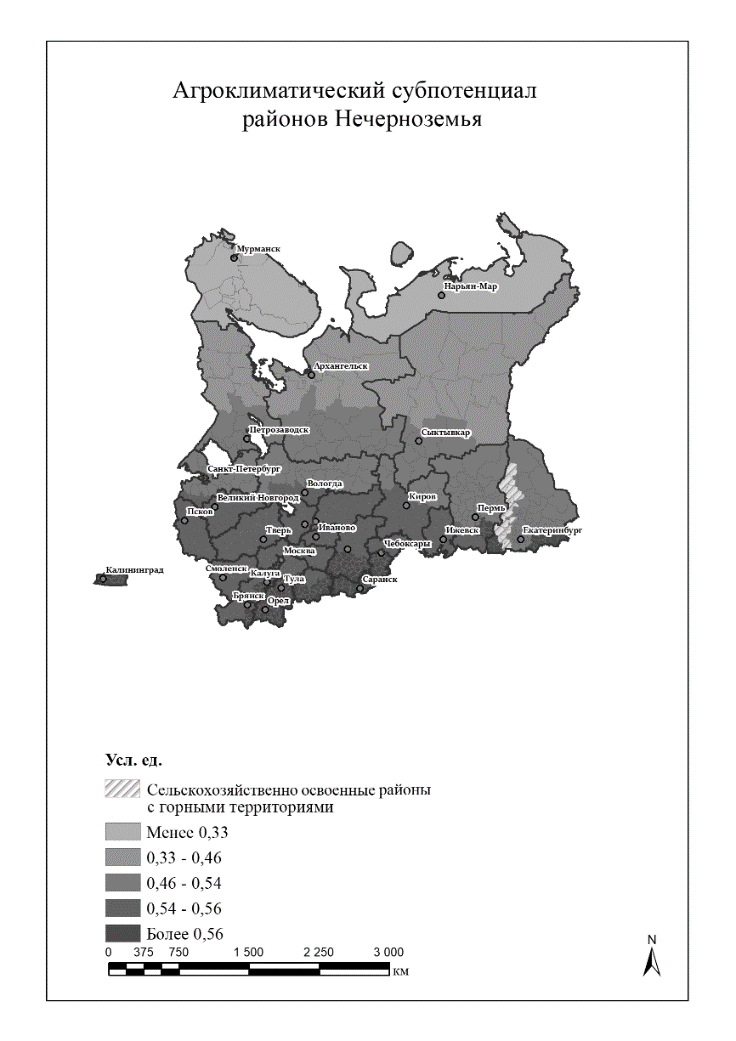 Агроклиматический субпотенциал
районов Нечерноземья
Мурманск
Нарьян-Мар
Архангельск
Петрозаводск
Сыктывкар
Санкт-Петербург
Вологда
Великий Новгород
Киров
Псков
Пермь
Тверь
Иваново
Ижевск
Екатеринбург
Москва
Чебоксары
Калининград
Смоленск
Калуга
Тула
Саранск
Брянск
Орел
Усл. ед.
Сельскохозяйственно освоенные районы
с горными территориями
Менее 0,33
0,33 - 0,46
0,46 - 0,54
0,54 - 0,56
Более 0,56
0 375 750 1 500 2 250 3 000
км
N